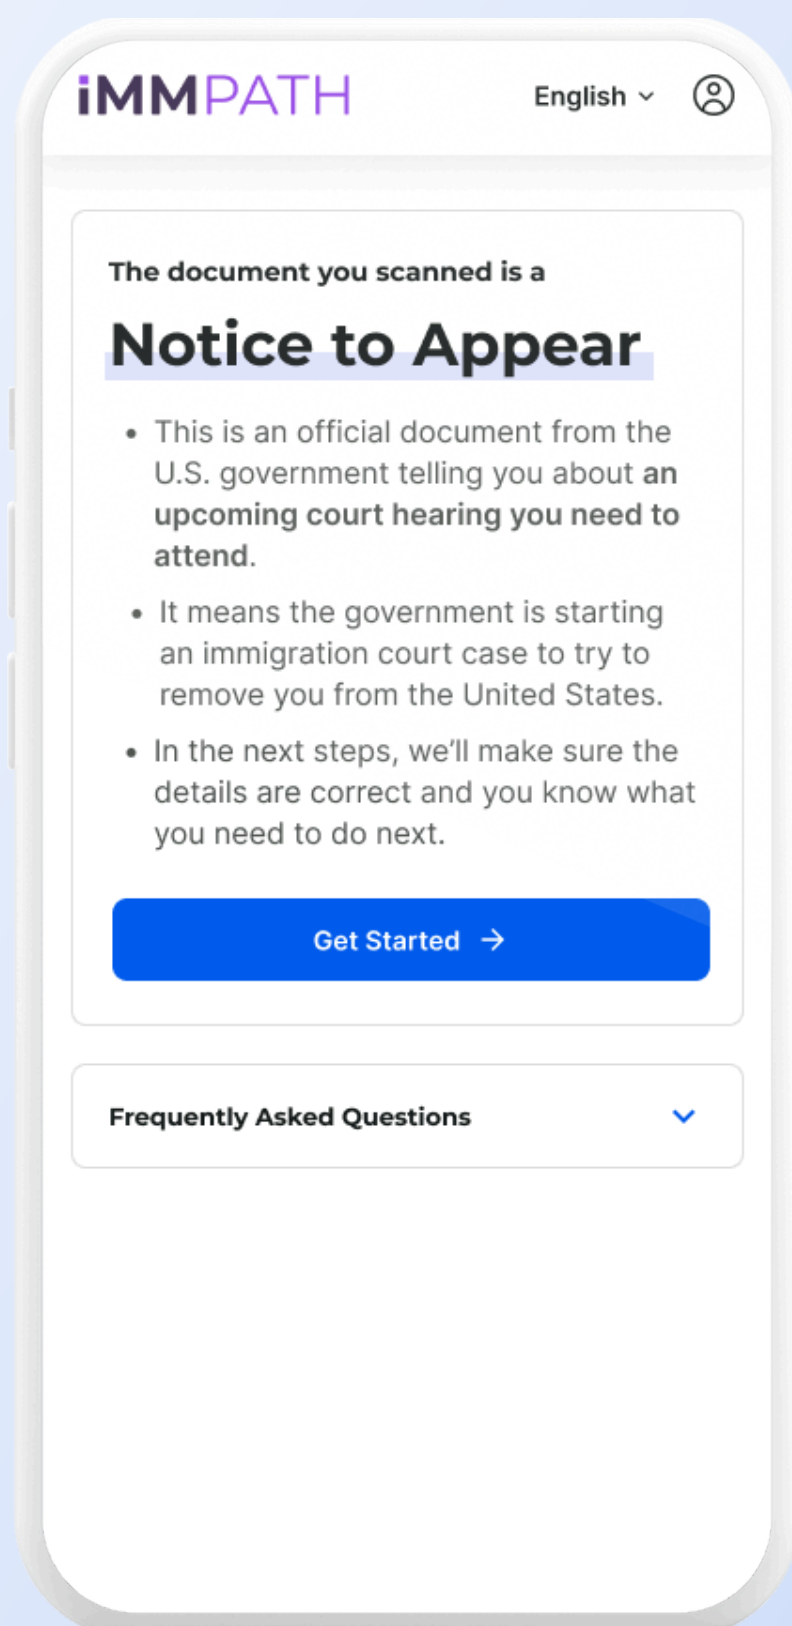 iMMPATH
English
The document you scanned is a
Notice to Appear
• This is an official document from the
U.S. government telling you about an
upcoming court hearing you need to
attend.
• It means the government is starting
an immigration court case to try to
remove you from the United States.
• In the next steps, we’ll make sure the
details are correct and you know what
you need to do next.
Get Started →
Frequently Asked Questions